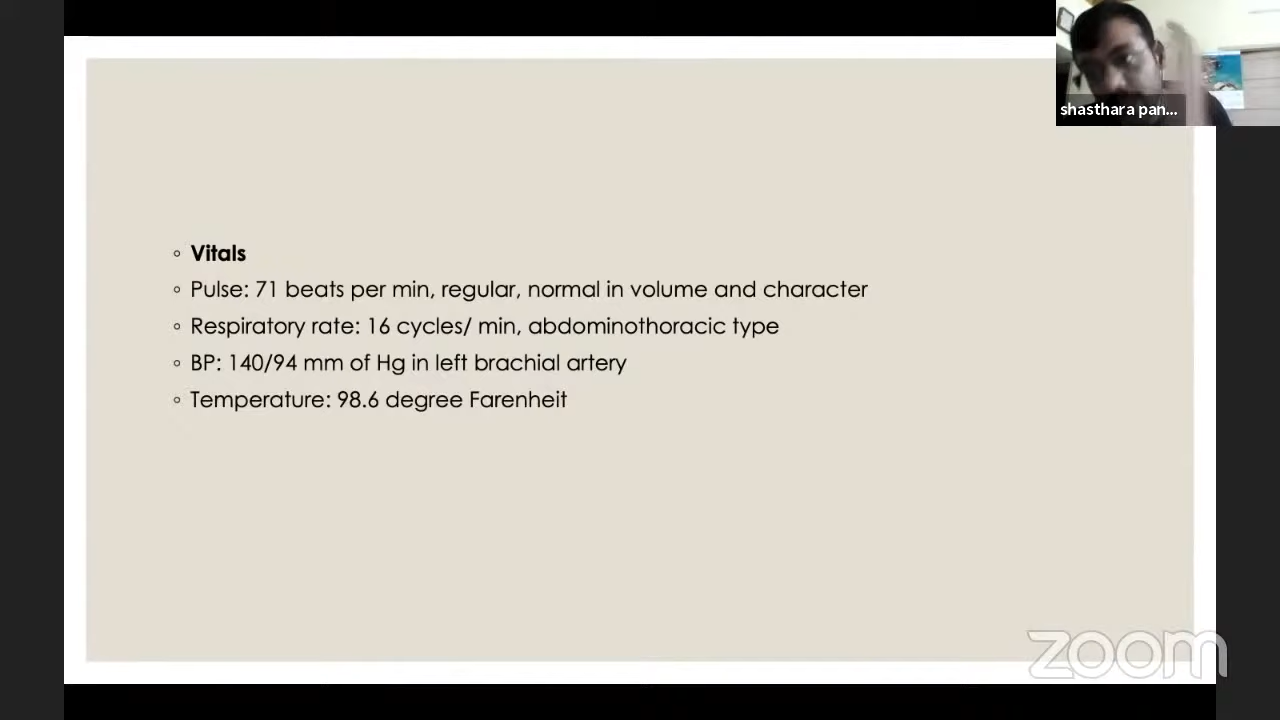 shasthara pan...
Vitals
Pulse: 71 beats per min, regular, normal in volume and character
Respiratory rate: 16 cycles/ min, abdominothoracic type
BP: 140/94 mm of Hg in left brachial artery
Temperature: 98.6 degree Farenheit
zoom